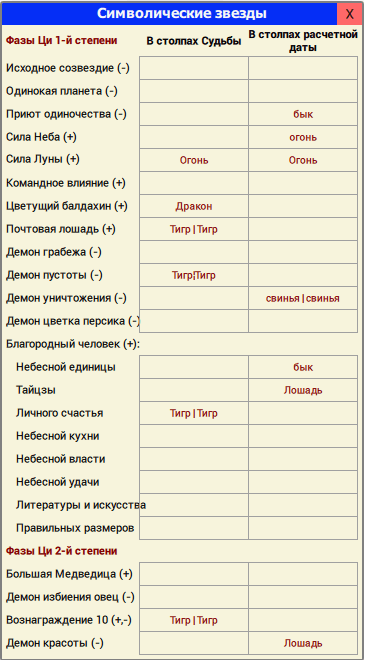 Символические звезды X
Фазы Ци 1-й степени В столпах Судьбы В столпах расчетной
даты
Исходное созвездие (-)
Одинокая планета (-)
Приют одиночества (-) бык
Сила Неба (+) огонь
Сила Луны (+) Огонь Огонь
Командное влияние (+)
Цветущий балдахин (+) Дракон
Почтовая лошадь (+) Тигр | Тигр
Демон грабежа (-)
Демон пустоты (-) Тигр¦Тигр
Демон уничтожения (-) свинья | свинья
Демон цветка персика (-)
Благородный человек (+):
Небесной единицы бык
Тайцзы Лошадь
Личного счастья Тигр | Тигр
Небесной кухни
Небесной власти
Небесной удачи
Литературы и искусства
Правильных размеров
Фазы Ци 2-й степени
Большая Медведица (+)
Демон избиения овец (-)
Вознаграждение 10 (+,-) Тигр | Тигр
Демон красоты (-) Лошадь